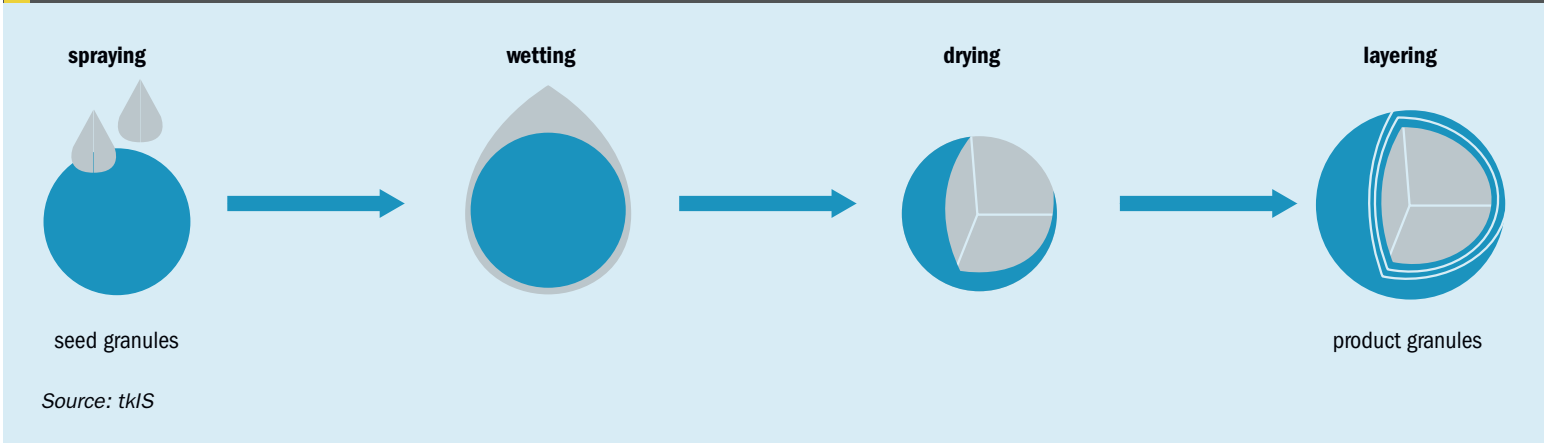 spraying
wetting
drying
layering
seed granules
product granules
Source: tkIS